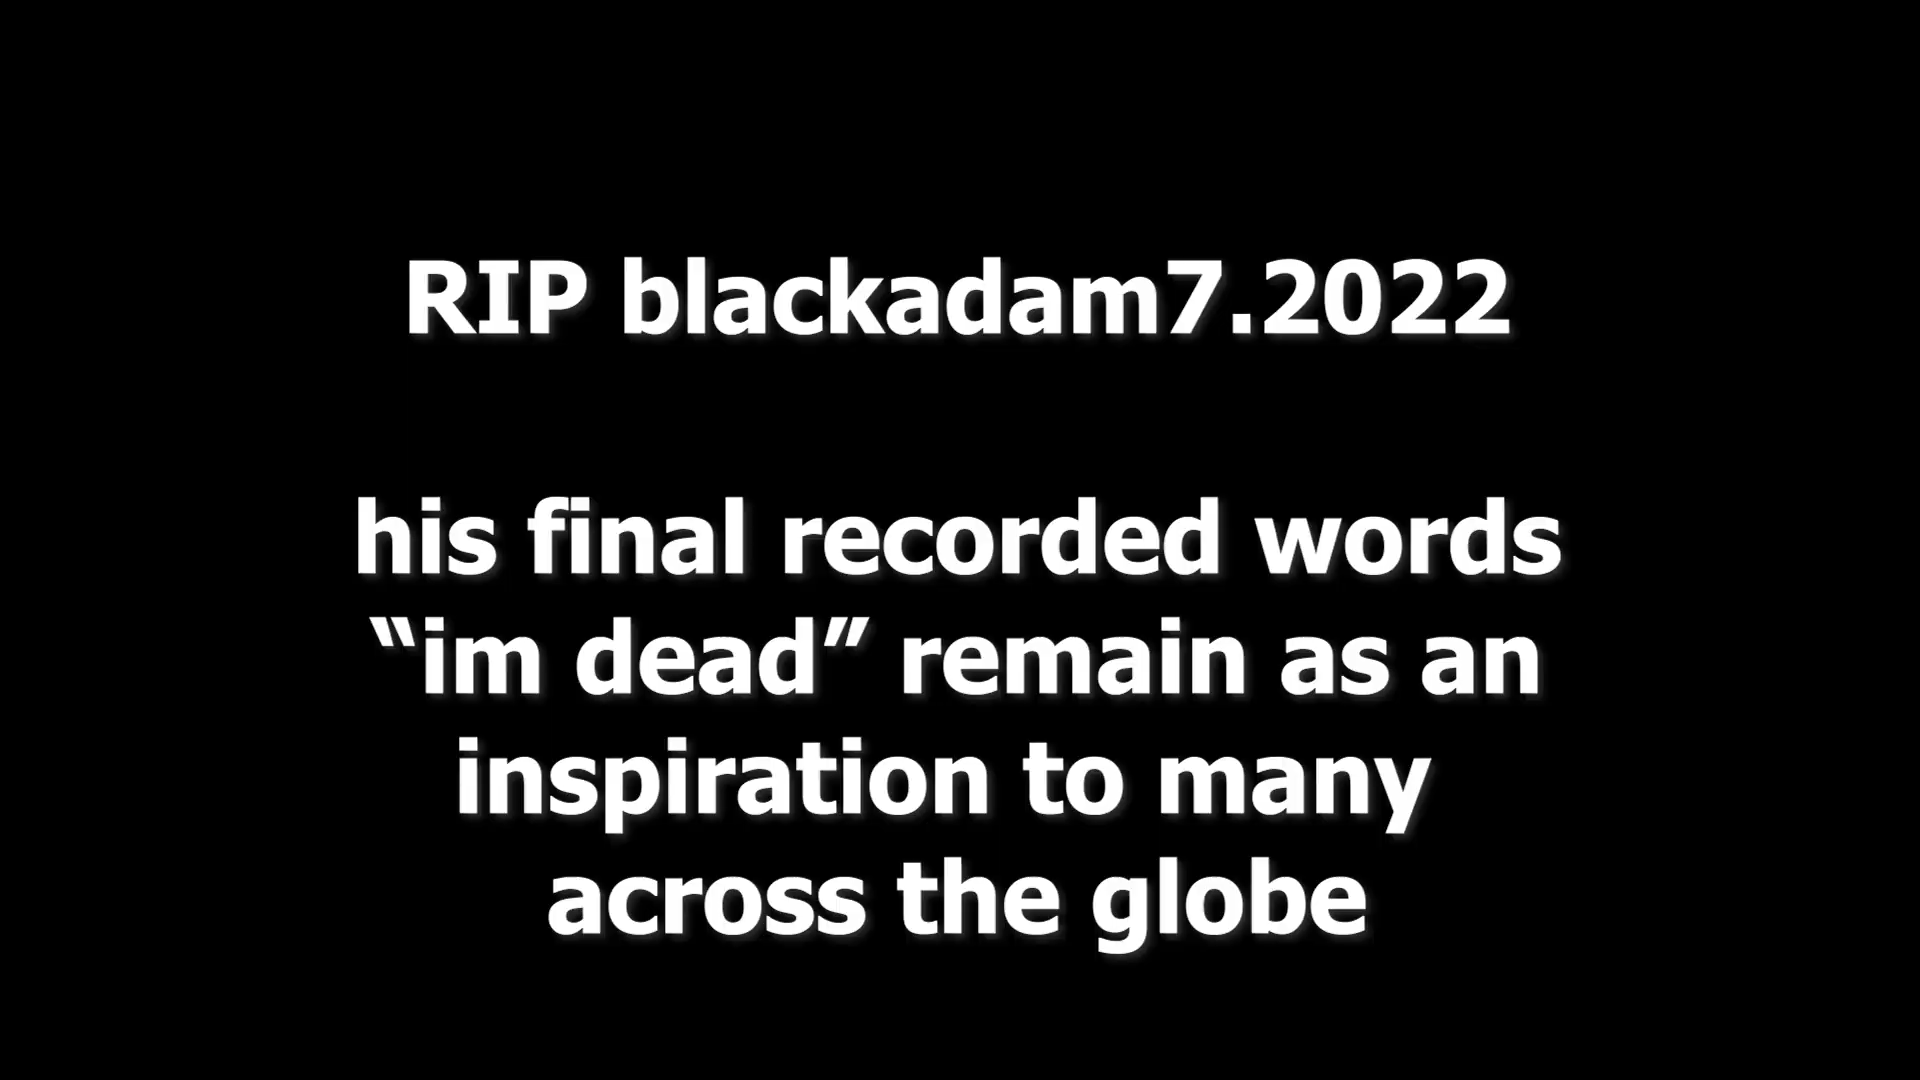 RIP blackadam7.2022
his final recorded words
“im dead” remain as an
inspiration to many
across the globe